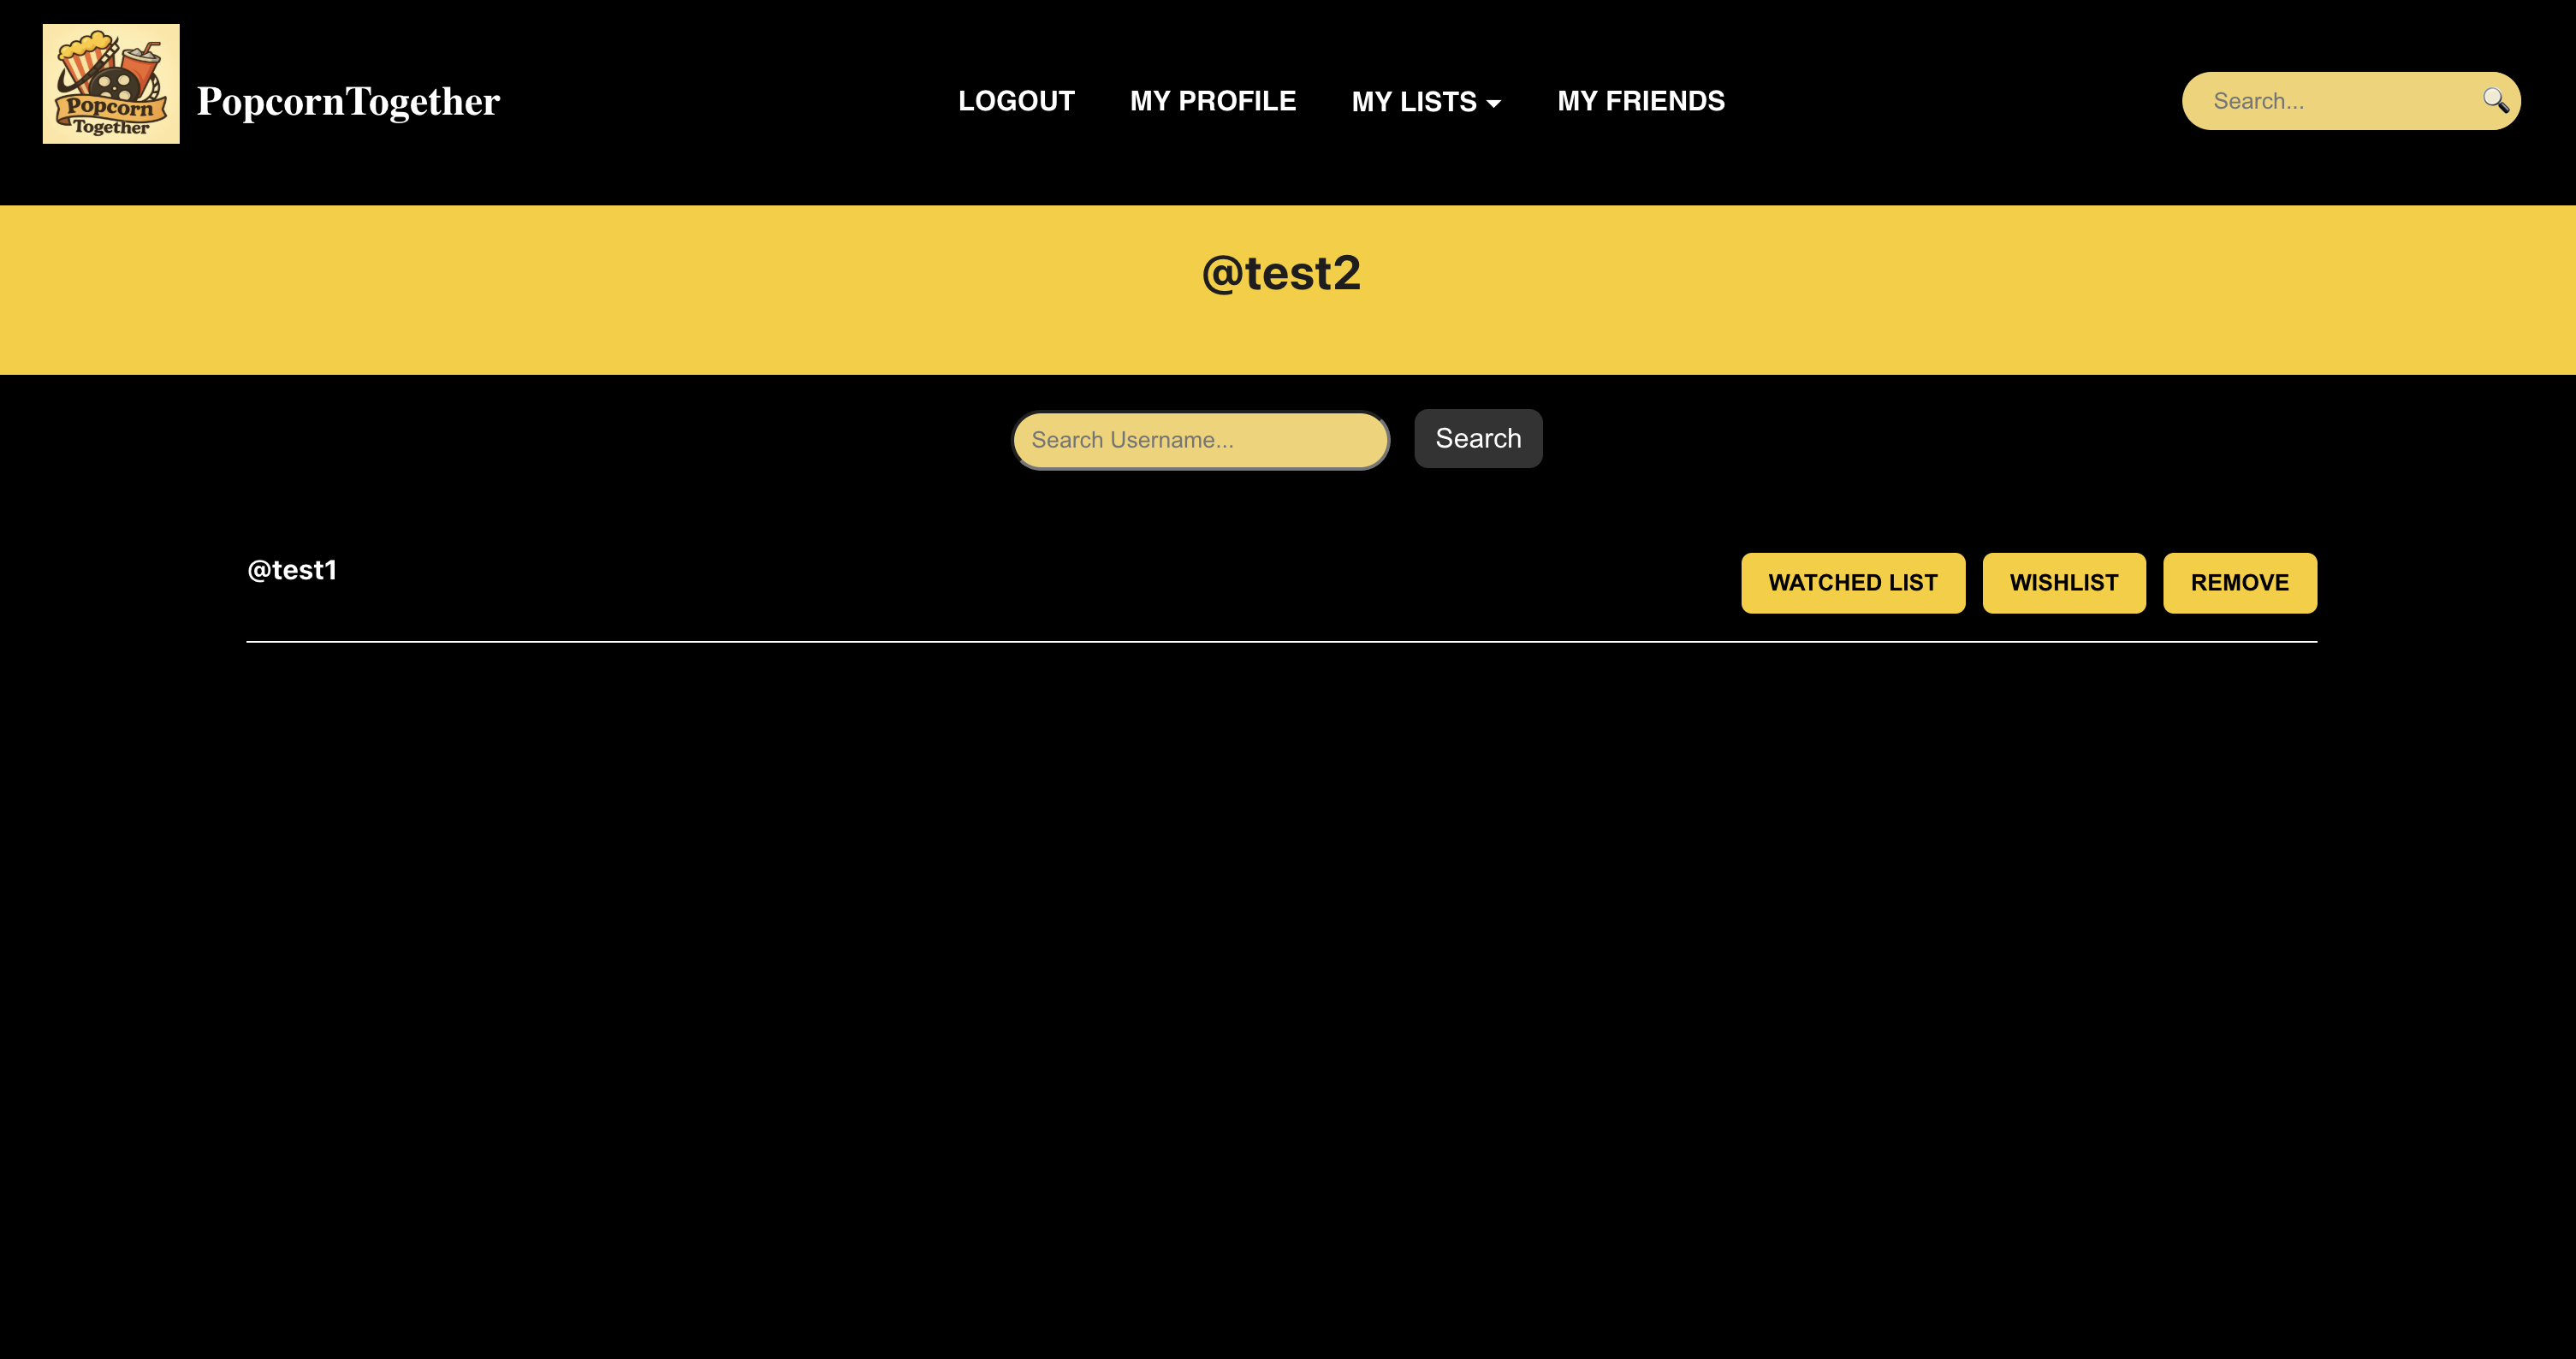 Popcorn
Together
PopcornTogether
LOGOUT MY PROFILE MY LISTS MY FRIENDS
Search...
@test2
Search Username...
Search
@test1
WATCHED LIST WISHLIST REMOVE